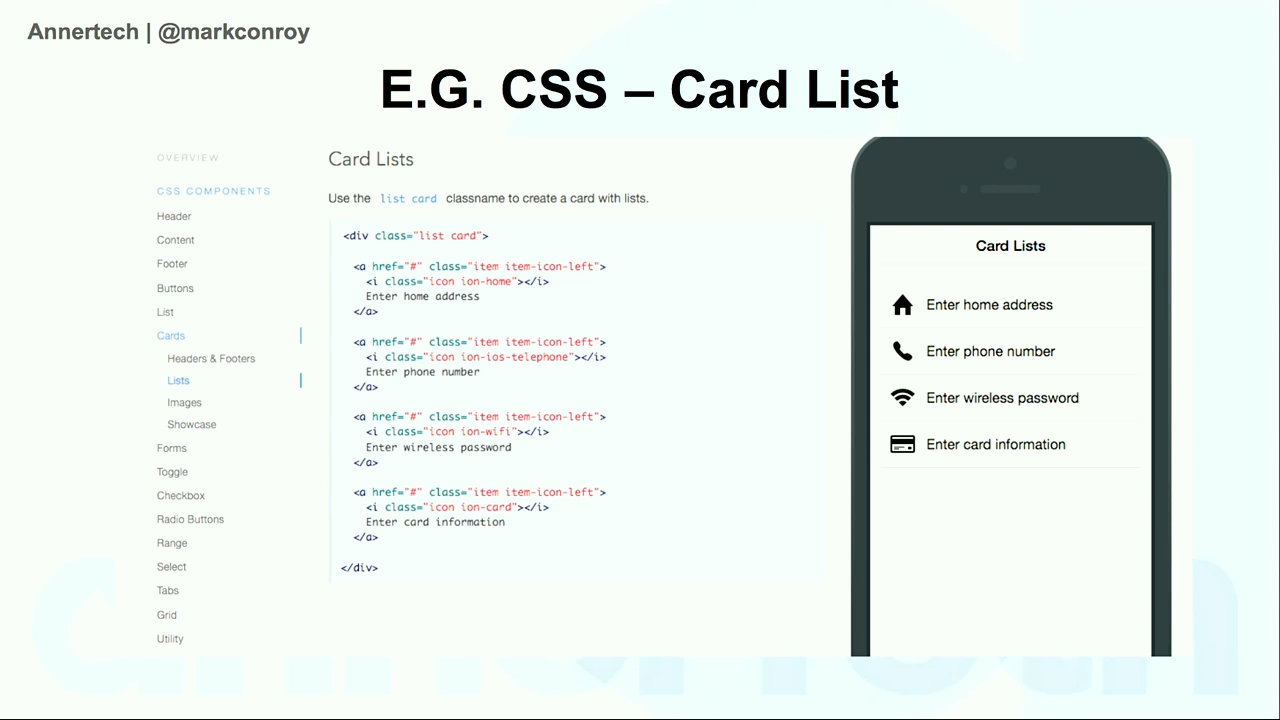 Annertech | @markconroy
E.G. CSS – Card List
OVERVIEW
CSS COMPONENTS
Header
Content
Footer
Buttons
List
Cards
Headers & Footers
Lists
Images
Showcase
Forms
Toggle
Checkbox
Radio Buttons
Range
Select
Tabs
Grid
Utility
Card Lists
Use the list card classname to create a card with lists.
<div class="list card">
<a href="#" class="item item-icon-left">
<i class="icon ion-home"></i>
Enter home address
</a>
<a href="#" class="item item-icon-left">
<i class="icon ion-ios-telephone"></i>
Enter phone number
</a>
<a href="#" class="item item-icon-left">
<i class="icon ion-wifi"></i>
Enter wireless password
</a>
<a href="#" class="item item-icon-left">
<i class="icon ion-card"></i>
Enter card information
</a>
</div>
Card Lists
Enter home address
Enter phone number
Enter wireless password
Enter card information
annertech